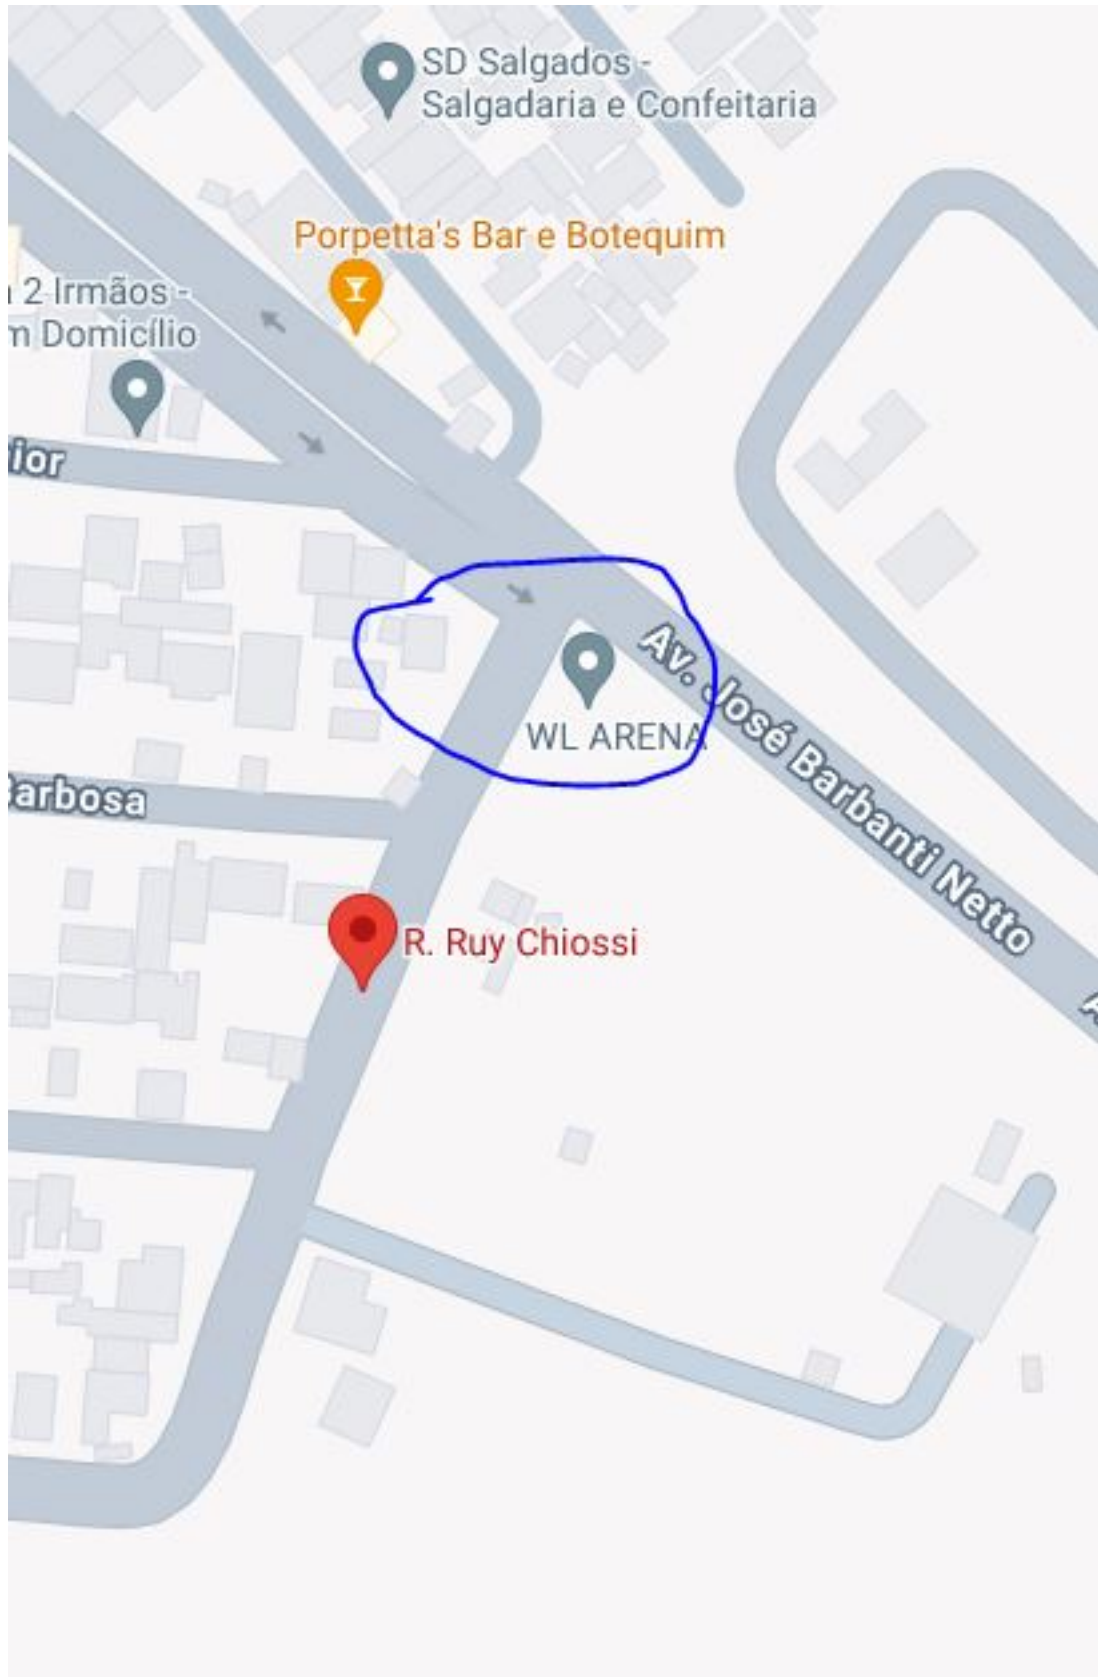 SD Salgados -
Salgadaria e Confeitaria
Porpetta's Bar e Botequim
2 Irmãos -
m Domicílio
ior
WL ARENA
Av. José Barbanti Netto
Barbosa
R. Ruy Chiossi
A